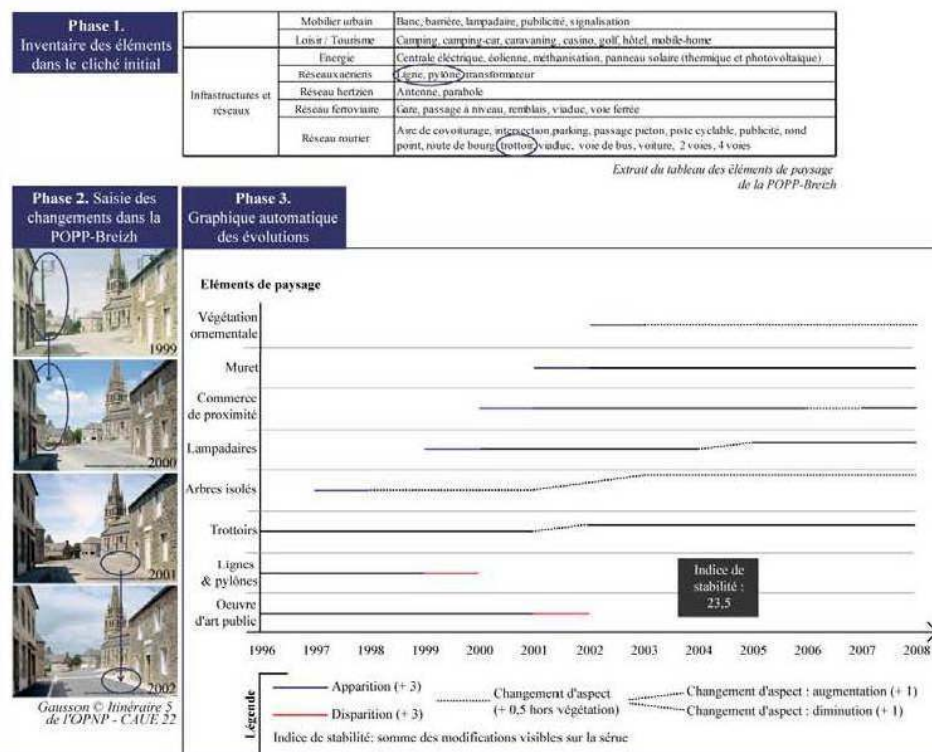 Phase 1.
Inventaire des éléments
dans le cliché initial
Mobilier urbain
Banc, barrière, lampadaire, publicité, signalisation
Loisir / Tourisme
Camping, camping-car, caravaning, casino, golf, hôtel, mobile-home
Infrastructures et
réseaux
Energie
Centrale électrique, éolienne, méthanisation, panneau solaire (thermique et photovoltaïque)
Réseaux aériens
Ligne, pylône, transformateur
Réseau hertzien
Antenne, parabole
Réseau ferroviaire
Gare, passage à niveau, remblais, viaduc, voie ferrée
Réseau routier
Aire de covoiturage, intersection, parking, passage piéton, piste cyclable, publicité, rond
point, route de bourg, trottoir, viaduc, voie de bus, voiture, 2 voies, 4 voies
Extrait du tableau des éléments de paysage
de la POPP-Breizh
Phase 2. Saisie des
changements dans la
POPP-Breizh
1999
2000
2001
2002
Gausson © Itinéraire 5
de l'OPNP - CAUE 22
Phase 3.
Graphique automatique
des évolutions
Eléments de paysage
Végétation
ornementale
Muret
Commerce
de proximité
Lampadaires
Arbres isolés
Trottoirs
Lignes
& pylônes
Oeuvre
d'art public
Indice de
stabilité :
23,5
1996 1997 1998 1999 2000 2001 2002 2003 2004 2005 2006 2007 2008
Légende
Apparition (+ 3)
Disparition (+ 3)
Changement d'aspect
(+ 0,5 hors végétation)
Changement d'aspect : augmentation (+ 1)
Changement d'aspect : diminution (+ 1)
Indice de stabilité: somme des modifications visibles sur la sérue